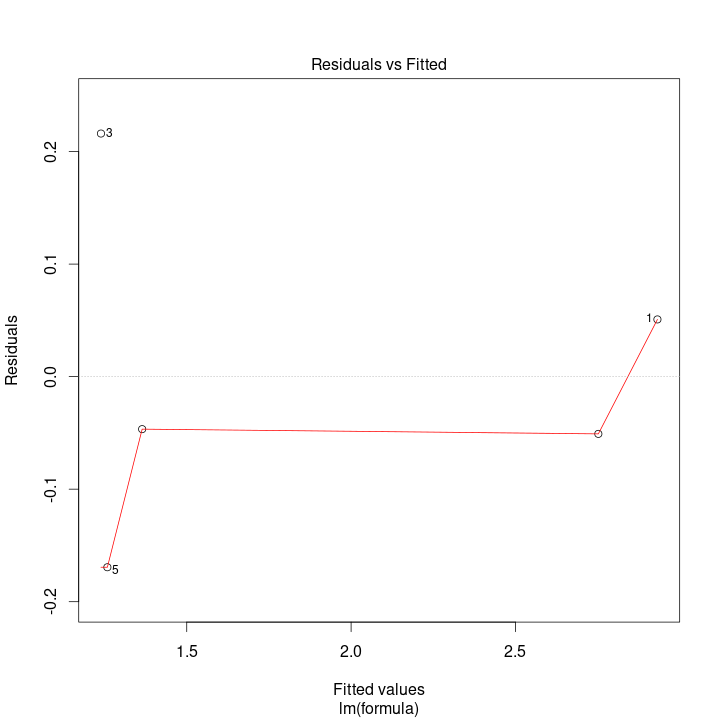 Residuals vs Fitted
Residuals
0.2
0.1
0.0
-0.1
-0.2
3
1
5
1.5 2.0 2.5
Fitted values
lm(formula)